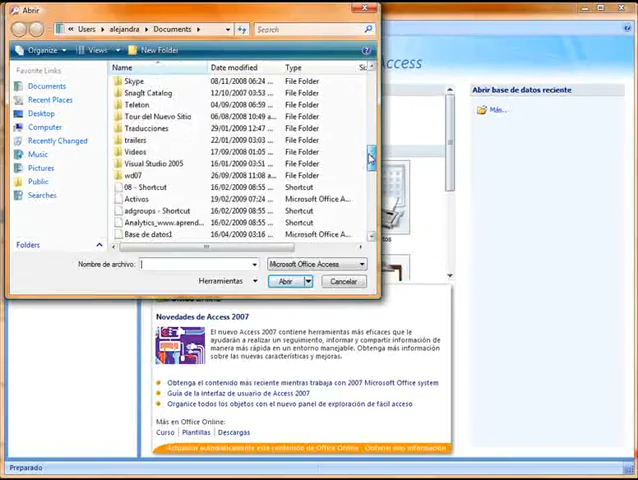 Abrir
Users ▸ alejandra ▸ Documents ▸
Search
Organize
Views
New Folder
Favorite Links
Documents
Recent Places
Desktop
Computer
Recently Changed
Music
Pictures
Public
Searches
Folders
Name Date modified Type
Skype 08/11/2008 06:24 ... File Folder
SnagIt Catalog 12/10/2007 03:53 ... File Folder
Teleton 04/09/2008 06:59 ... File Folder
Tour del Nuevo Sitio 06/08/2008 10:49 a... File Folder
Traducciones 29/01/2009 12:47 ... File Folder
trailers 22/01/2009 03:03 ... File Folder
Videos 17/09/2008 01:05 ... File Folder
Visual Studio 2005 16/01/2009 03:51 ... File Folder
wd07 26/09/2008 11:08 a... File Folder
08 - Shortcut 16/02/2009 08:55 ... Shortcut
Activos 19/02/2009 07:24 ... Microsoft Office A...
adgroups - Shortcut 16/02/2009 08:55 ... Shortcut
Analytics_www.aprend... 16/02/2009 08:55 ... Shortcut
Base de datos1 16/04/2009 03:16 ... Microsoft Office A...
Nombre de archivo:
Microsoft Office Access
Herramientas
Abrir
Cancelar
Access
Abrir base de datos reciente
Más...
Novedades de Access 2007
El nuevo Access 2007 contiene herramientas más eficaces que le
ayudarán a realizar un seguimiento, informar y compartir información de
manera más rápida en un entorno manejable. Obtenga más información
sobre las nuevas características y mejoras.
Obtenga el contenido más reciente mientras trabaja con 2007 Microsoft Office system
Guía de la interfaz de usuario de Access 2007
Organice todos los objetos con el nuevo panel de exploración de fácil acceso
Más en Office Online:
Curso | Plantillas | Descargas
Actualizar automáticamente este contenido de Office Online
Obtener más información
Preparado